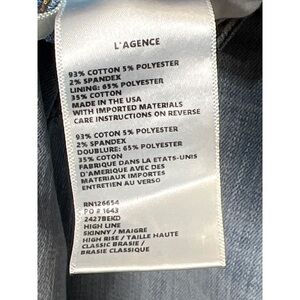 L'AGENCE
93% COTTON 5% POLYESTER
2% SPANDEX
LINING: 65% POLYESTER
35% COTTON
MADE IN THE USA
WITH IMPORTED MATERIALS
CARE INSTRUCTIONS ON REVERSE
93% COTON 5% POLYESTER
2% SPANDEX
DOUBLURE: 65% POLYESTER
35% COTON
FABRIQUE DANS LA ETATS-UNIS
D'AMERIQUE AVEC DES
MATERIAUX IMPORTES
ENTRETIEN AU VERSO
RN126654
PO # 1643
2427BEKD
HIGH LINE
SKINNY / MAIGRE
HIGH RISE / TAILLE HAUTE
CLASSIC BRASIE /
BRASIE CLASSIQUE